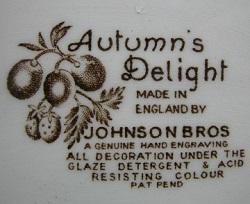 Autumn's
Delight
MADE IN
ENGLAND BY
JOHNSON BROS
A GENUINE HAND ENGRAVING
ALL DECORATION UNDER THE
GLAZE DETERGENT & ACID
RESISTING COLOUR
PAT PEND